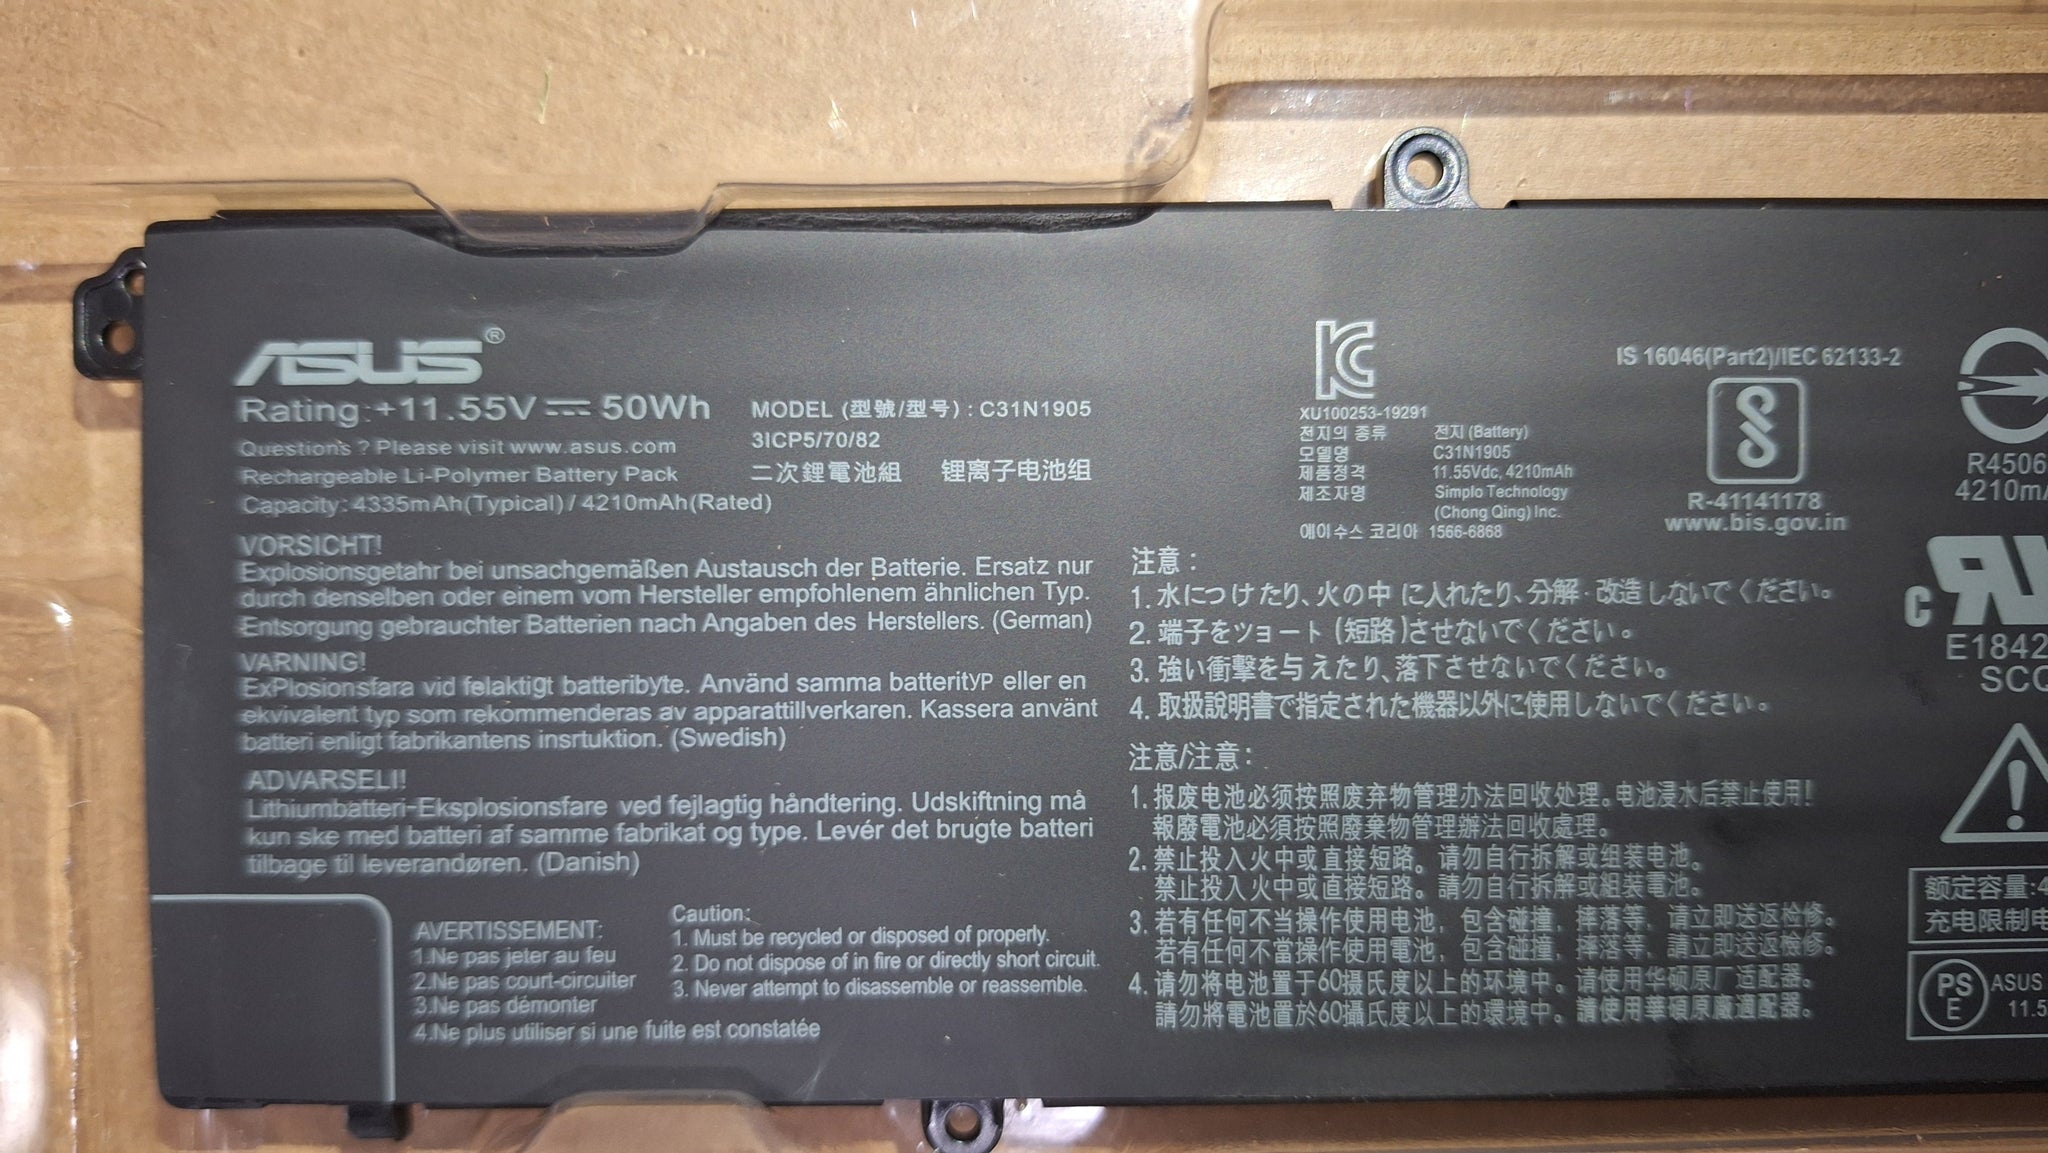 ASUS®
Rating:+11.55V⎓50Wh
Questions? Please visit www.asus.com
Rechargeable Li-Polymer Battery Pack
Capacity: 4335mAh(Typical)/4210mAh(Rated)
MODEL (型號/型号) : C31N1905
3ICP5/70/82
二次鋰電池組 锂离子电池组
VORSICHT!
Explosionsgetahr bei unsachgemäßen Austausch der Batterie. Ersatz nur
durch denselben oder einem vom Hersteller empfohlenem ähnlichen Typ.
Entsorgung gebrauchter Batterien nach Angaben des Herstellers. (German)
VARNING!
ExPlosionsfara vid felaktigt batteribyte. Använd samma batterityP eller en
ekvivalent typ som rekommenderas av apparattillverkaren. Kassera använt
batteri enligt fabrikantens insrtuktion. (Swedish)
ADVARSELI!
Lithiumbatteri-Eksplosionsfare ved fejlagtig håndtering. Udskiftning må
kun ske med batteri af samme fabrikat og type. Levér det brugte batteri
tilbage til leverandøren. (Danish)
AVERTISSEMENT:
1.Ne pas jeter au feu
2.Ne pas court-circuiter
3.Ne pas démonter
4.Ne plus utiliser si une fuite est constatée
Caution:
1. Must be recycled or disposed of properly.
2. Do not dispose of in fire or directly short circuit.
3. Never attempt to disassemble or reassemble.
KC
XU100253-19291
전지의 종류 전지(Battery)
모델명 C31N1905
제품정격 11.55Vdc, 4210mAh
제조자명 Simplo Technology
(Chong Qing) Inc.
에이수스 코리아 1566-6868
IS 16046(Part2)/IEC 62133-2
R-41141178
www.bis.gov.in
注意：
1. 水につけたり、火の中に入れたり、分解·改造しないでください。
2. 端子をツョート(短路)させないでください。
3. 強い衝撃を与えたり、落下させないでください。
4. 取扱説明書で指定された機器以外に使用しないでください。
注意/注意：
1. 报废电池必须按照废弃物管理办法回收处理。电池浸水后禁止使用!
報廢電池必須按照廢棄物管理辦法回收處理。
2. 禁止投入火中或直接短路。请勿自行拆解或组装电池。
禁止投入火中或直接短路。請勿自行拆解或組裝電池。
3. 若有任何不当操作使用电池，包含碰撞，摔落等，请立即送返检修。
若有任何不當操作使用電池，包含碰撞，摔落等，請立即送返檢修。
4. 请勿将电池置于60摄氏度以上的环境中。请使用华硕原厂适配器。
請勿將電池置於60攝氏度以上的環境中。請使用華碩原廠適配器。
R4506
4210mA
c
E1842
SCC
额定容量:4
充电限制电
PS
E
ASUS
11.5